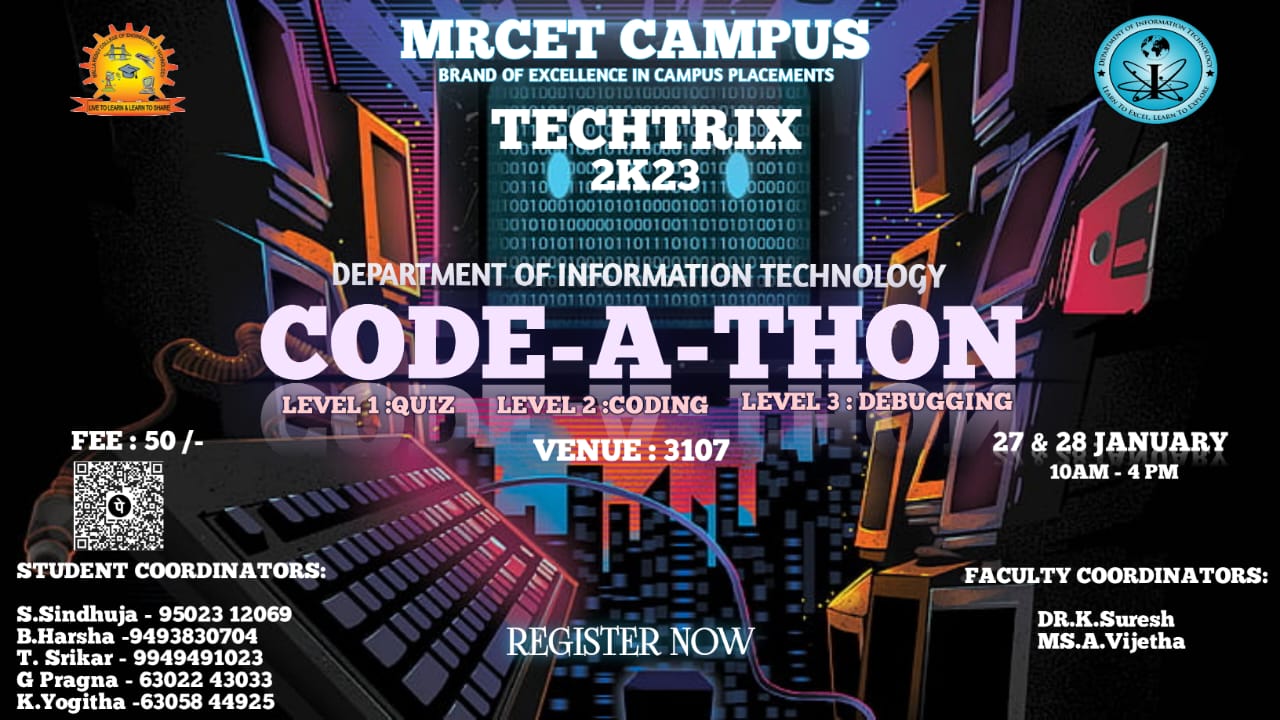 MRCET CAMPUS
BRAND OF EXCELLENCE IN CAMPUS PLACEMENTS
LIVE TO LEARN & LEARN TO SHARE
DEPARTMENT OF INFORMATION TECHNOLOGY
LEARN TO EXCEL, LEARN TO EXPLORE
TECHTRIX
2K23
DEPARTMENT OF INFORMATION TECHNOLOGY
CODE-A-THON
LEVEL 1 :QUIZ
LEVEL 2 :CODING
LEVEL 3 : DEBUGGING
FEE : 50 /-
VENUE : 3107
27 & 28 JANUARY
10AM - 4 PM
पे
STUDENT COORDINATORS:
S.Sindhuja - 95023 12069
B.Harsha -9493830704
T. Srikar - 9949491023
G Pragna - 63022 43033
K.Yogitha -63058 44925
REGISTER NOW
FACULTY COORDINATORS:
DR.K.Suresh
MS.A.Vijetha